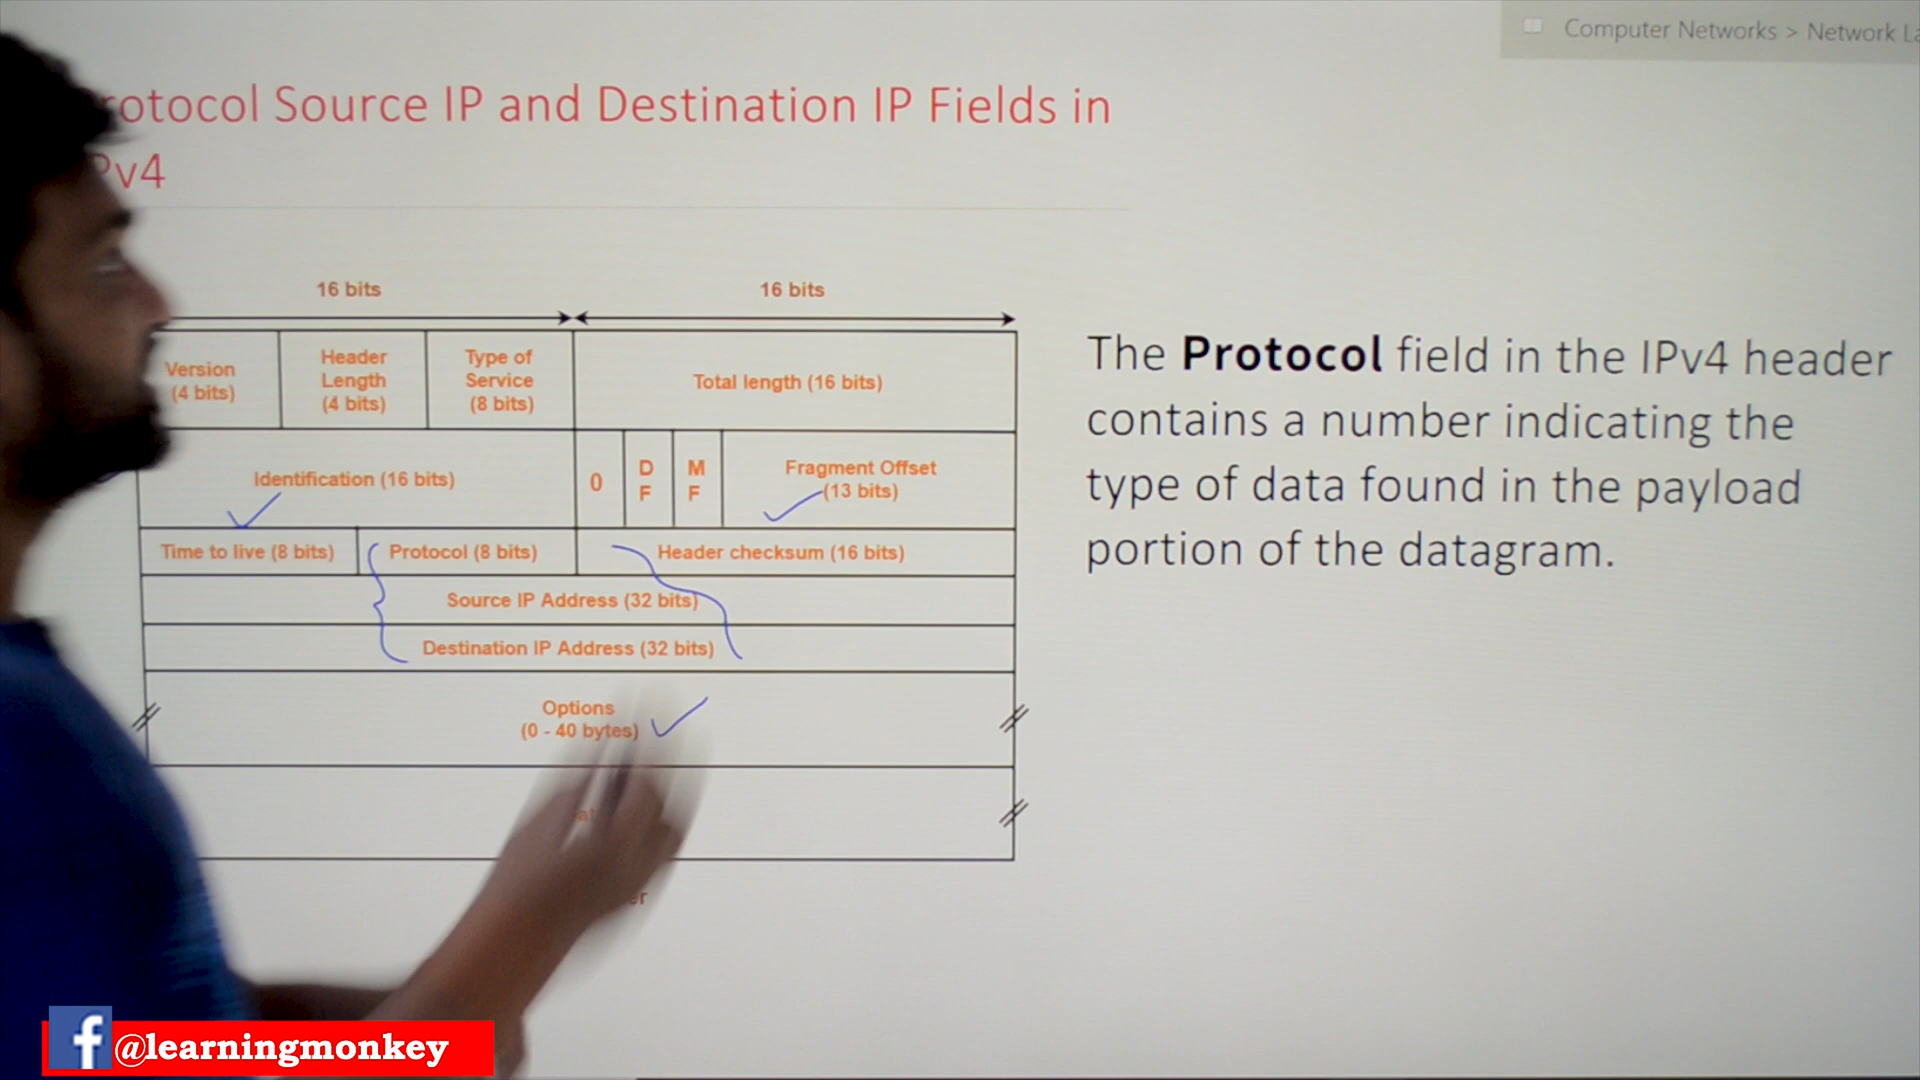 Computer Networks > Network La
otocol Source IP and Destination IP Fields in
Pv4
16 bits 16 bits
Version (4 bits)
Header Length (4 bits)
Type of Service (8 bits)
Total length (16 bits)
Identification (16 bits)
0
D F
M F
Fragment Offset (13 bits)
Time to live (8 bits) Protocol (8 bits) Header checksum (16 bits)
Source IP Address (32 bits)
Destination IP Address (32 bits)
Options
(0 - 40 bytes)
The Protocol field in the IPv4 header
contains a number indicating the
type of data found in the payload
portion of the datagram.
f @learningmonkey